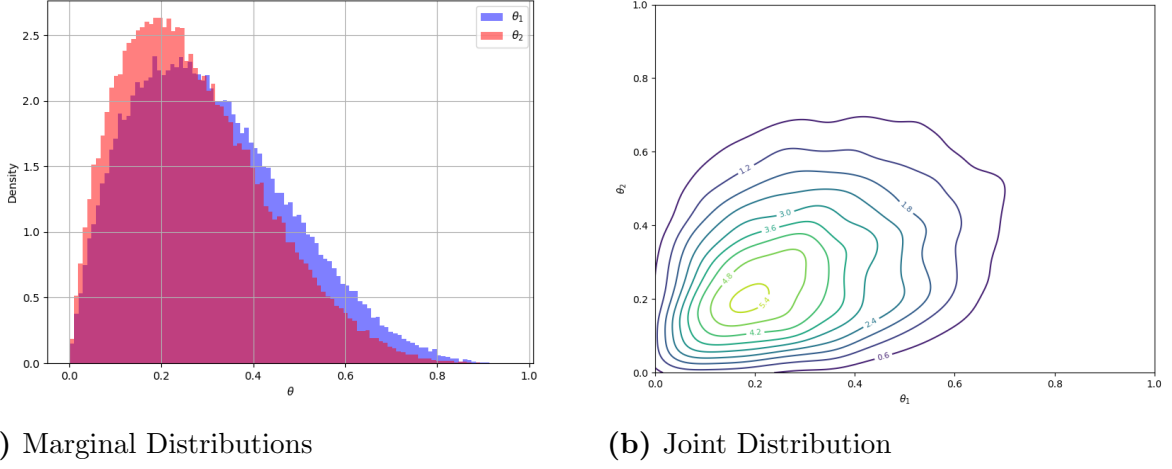 θ₁
θ₂
2.5
2.0
1.5
1.0
0.5
0.0
Density
0.0 0.2 0.4 0.6 0.8 1.0
θ
) Marginal Distributions
1.0
0.8
0.6
0.4
0.2
0.0
θ₂
1.2
1.8
3.0
3.6
4.8
5.4
4.2
2.4
0.6
0.0 0.2 0.4 0.6 0.8 1.0
θ₁
(b) Joint Distribution